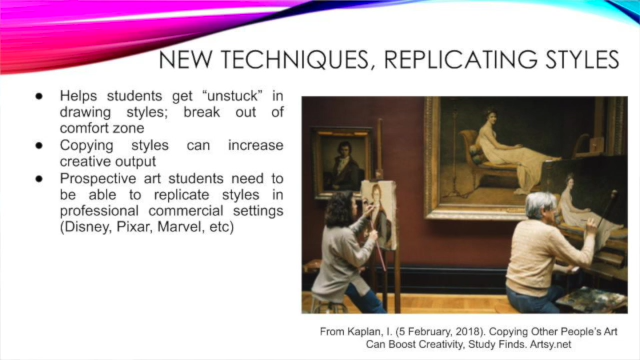 NEW TECHNIQUES, REPLICATING STYLES
● Helps students get “unstuck” in
drawing styles; break out of
comfort zone
● Copying styles can increase
creative output
● Prospective art students need to
be able to replicate styles in
professional commercial settings
(Disney, Pixar, Marvel, etc)
From Kaplan, I. (5 February, 2018). Copying Other People’s Art
Can Boost Creativity, Study Finds. Artsy.net